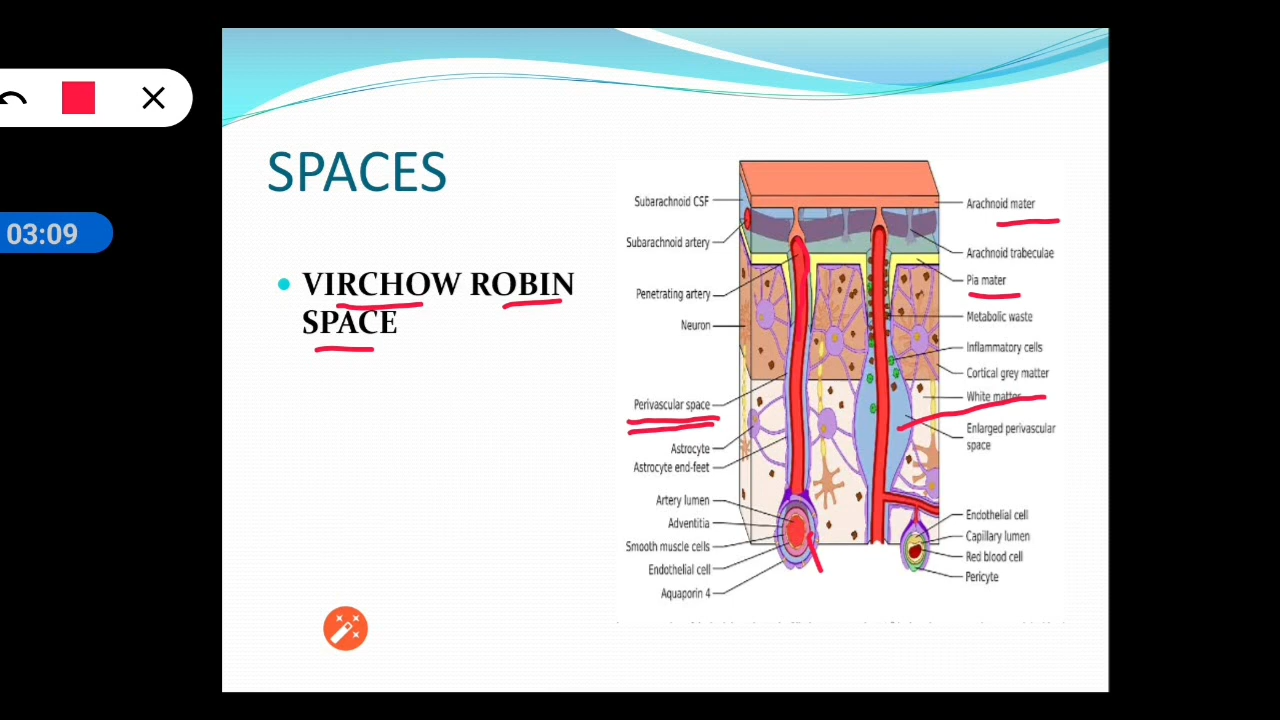 03:09
SPACES
VIRCHOW ROBIN
SPACE
Subarachnoid CSF
Subarachnoid artery
Penetrating artery
Neuron
Perivascular space
Astrocyte
Astrocyte end-feet
Artery lumen
Adventitia
Smooth muscle cells
Endothelial cell
Aquaporin 4
Arachnoid mater
Arachnoid trabeculae
Pia mater
Metabolic waste
Inflammatory cells
Cortical grey matter
White matter
Enlarged perivascular
space
Endothelial cell
Capillary lumen
Red blood cell
Pericyte